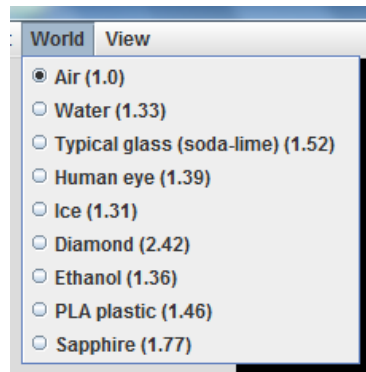 World View
Air (1.0)
Water (1.33)
Typical glass (soda-lime) (1.52)
Human eye (1.39)
Ice (1.31)
Diamond (2.42)
Ethanol (1.36)
PLA plastic (1.46)
Sapphire (1.77)